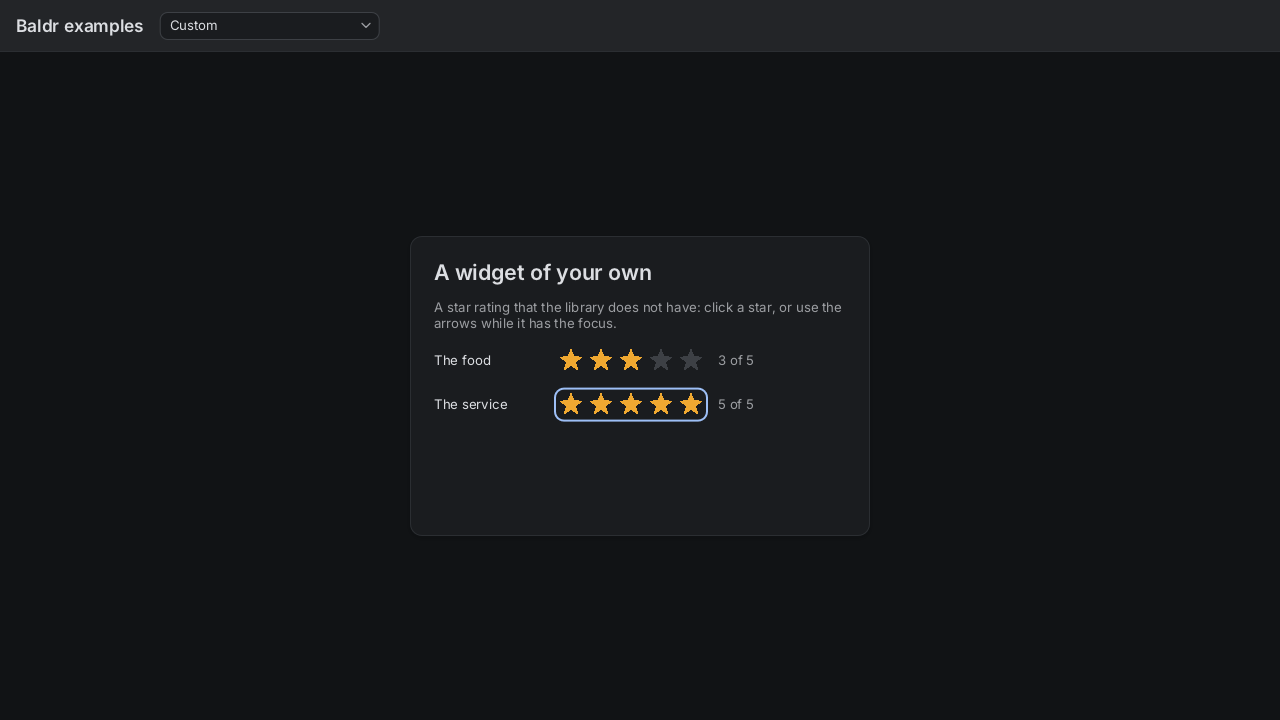 Baldr examples
Custom
A widget of your own
A star rating that the library does not have: click a star, or use the
arrows while it has the focus.
The food 3 of 5
The service 5 of 5